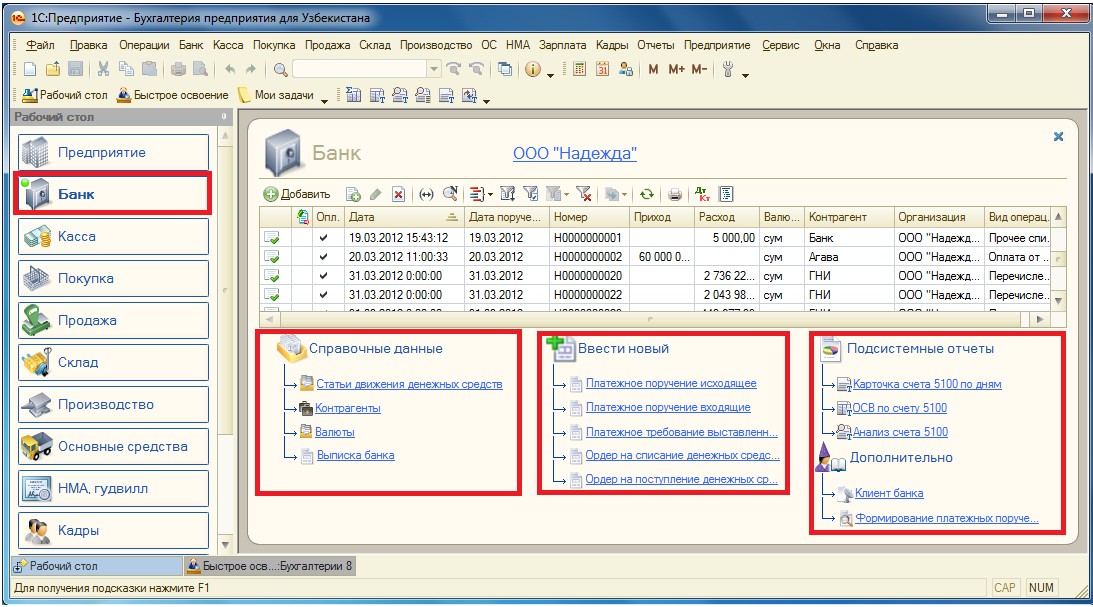 1С:Предприятие - Бухгалтерия предприятия для Узбекистана
Файл Правка Операции Банк Касса Покупка Продажа Склад Производство ОС НМА Зарплата Кадры Отчеты Предприятие Сервис Окна Справка
M M+ M-
Рабочий стол Быстрое освоение Мои задачи
Рабочий стол
Предприятие
Банк
Касса
Покупка
Продажа
Склад
Производство
Основные средства
НМА, гудвилл
Кадры
Банк ООО "Надежда"
Добавить
Опл. Дата Дата поруче... Номер Приход Расход Валю... Контрагент Организация Вид операц.
19.03.2012 15:43:12 19.03.2012 Н0000000001 5 000,00 сум Банк ООО "Надежд... Прочее спи..
20.03.2012 11:00:33 20.03.2012 Н0000000002 60 000 0... сум Агава ООО "Надежд... Оплата от ..
31.03.2012 0:00:00 31.03.2012 Н0000000020 2 736 22... сум ГНИ ООО "Надежд... Перечисле..
31.03.2012 0:00:00 31.03.2012 Н0000000022 2 043 98... сум ГНИ ООО "Надежд... Перечисле..
Справочные данные
Статьи движения денежных средств
Контрагенты
Валюты
Выписка банка
Ввести новый
Платежное поручение исходящее
Платежное поручение входящие
Платежное требование выставленн...
Ордер на списание денежных средс...
Ордер на поступление денежных ср...
Подсистемные отчеты
Карточка счета 5100 по дням
ОСВ по счету 5100
Анализ счета 5100
Дополнительно
Клиент банка
Формирование платежных поруче...
Рабочий стол Быстрое осв...:Бухгалтерии 8
Для получения подсказки нажмите F1 CAP NUM